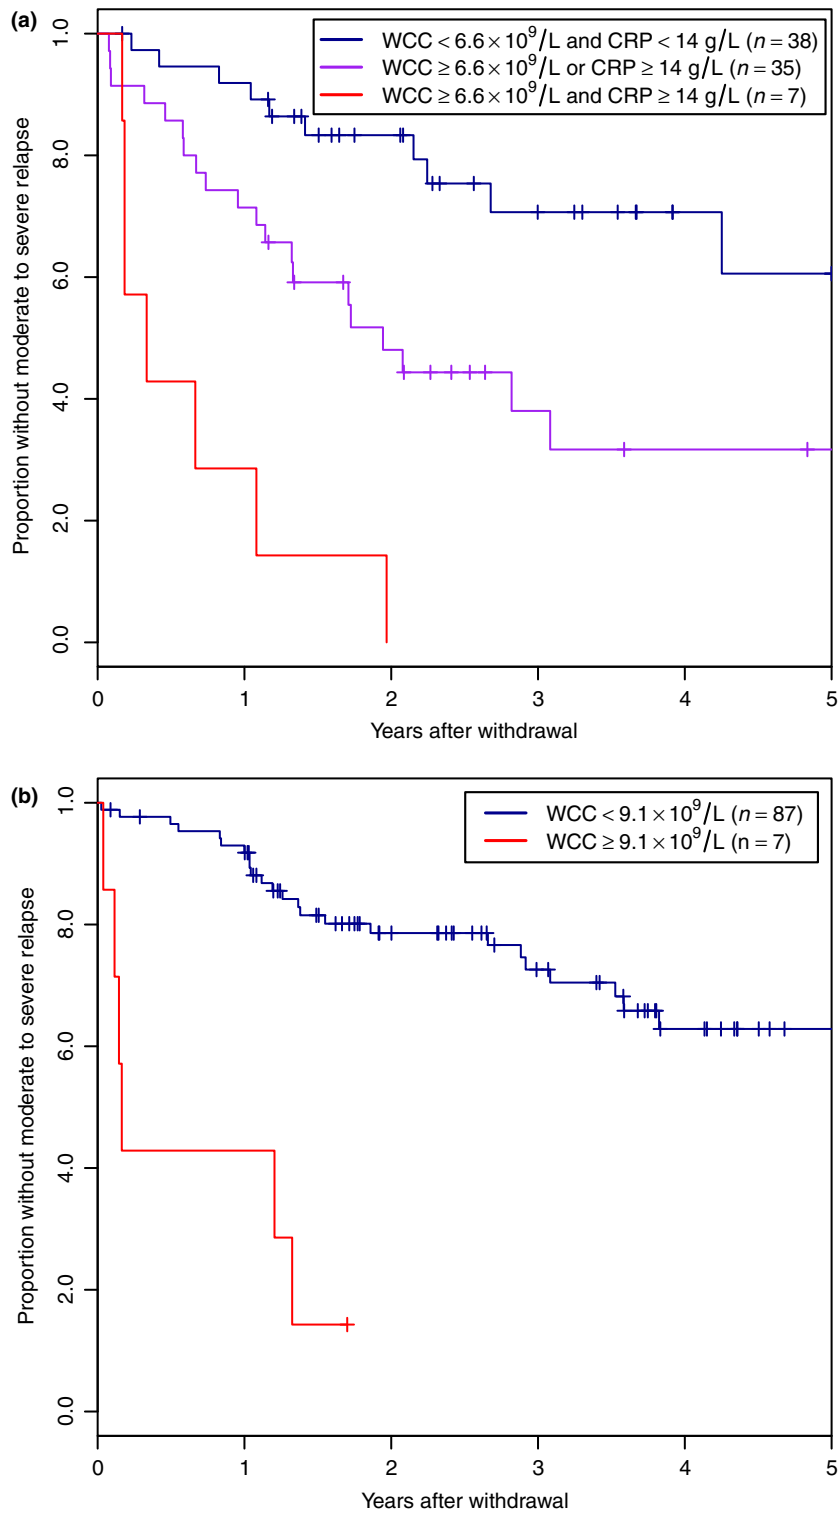 (a)
WCC < 6.6 × 10⁹/L and CRP < 14 g/L (n = 38)
WCC ≥ 6.6 × 10⁹/L or CRP ≥ 14 g/L (n = 35)
WCC ≥ 6.6 × 10⁹/L and CRP ≥ 14 g/L (n = 7)
Proportion without moderate to severe relapse
1.0
8.0
6.0
4.0
2.0
0.0
0 1 2 3 4 5
Years after withdrawal
(b)
WCC < 9.1 × 10⁹/L (n = 87)
WCC ≥ 9.1 × 10⁹/L (n = 7)
Proportion without moderate to severe relapse
1.0
8.0
6.0
4.0
2.0
0.0
0 1 2 3 4 5
Years after withdrawal